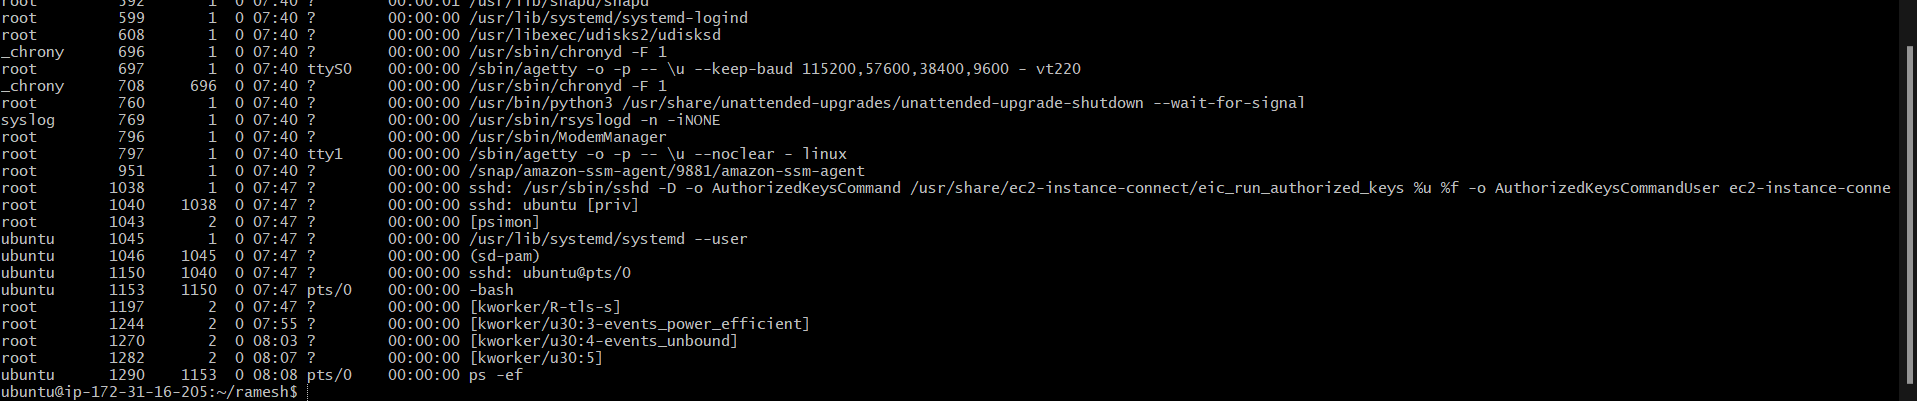 root 592 1 0 07:40 ? 00:00:01 /usr/lib/snapd/snapd
root 599 1 0 07:40 ? 00:00:00 /usr/lib/systemd/systemd-logind
root 608 1 0 07:40 ? 00:00:00 /usr/libexec/udisks2/udisksd
_chrony 696 1 0 07:40 ? 00:00:00 /usr/sbin/chronyd -F 1
root 697 1 0 07:40 ttyS0 00:00:00 /sbin/agetty -o -p -- \u --keep-baud 115200,57600,38400,9600 - vt220
_chrony 708 696 0 07:40 ? 00:00:00 /usr/sbin/chronyd -F 1
root 760 1 0 07:40 ? 00:00:00 /usr/bin/python3 /usr/share/unattended-upgrades/unattended-upgrade-shutdown --wait-for-signal
syslog 769 1 0 07:40 ? 00:00:00 /usr/sbin/rsyslogd -n -iNONE
root 796 1 0 07:40 ? 00:00:00 /usr/sbin/ModemManager
root 797 1 0 07:40 tty1 00:00:00 /sbin/agetty -o -p -- \u --noclear - linux
root 951 1 0 07:40 ? 00:00:00 /snap/amazon-ssm-agent/9881/amazon-ssm-agent
root 1038 1 0 07:47 ? 00:00:00 sshd: /usr/sbin/sshd -D -o AuthorizedKeysCommand /usr/share/ec2-instance-connect/eic_run_authorized_keys %u %f -o AuthorizedKeysCommandUser ec2-instance-conne
root 1040 1038 0 07:47 ? 00:00:00 sshd: ubuntu [priv]
root 1043 2 0 07:47 ? 00:00:00 [psimon]
ubuntu 1045 1 0 07:47 ? 00:00:00 /usr/lib/systemd/systemd --user
ubuntu 1046 1045 0 07:47 ? 00:00:00 (sd-pam)
ubuntu 1150 1040 0 07:47 ? 00:00:00 sshd: ubuntu@pts/0
ubuntu 1153 1150 0 07:47 pts/0 00:00:00 -bash
root 1197 2 0 07:47 ? 00:00:00 [kworker/R-tls-s]
root 1244 2 0 07:55 ? 00:00:00 [kworker/u30:3-events_power_efficient]
root 1270 2 0 08:03 ? 00:00:00 [kworker/u30:4-events_unbound]
root 1282 2 0 08:07 ? 00:00:00 [kworker/u30:5]
ubuntu 1290 1153 0 08:08 pts/0 00:00:00 ps -ef
ubuntu@ip-172-31-16-205:~/ramesh$